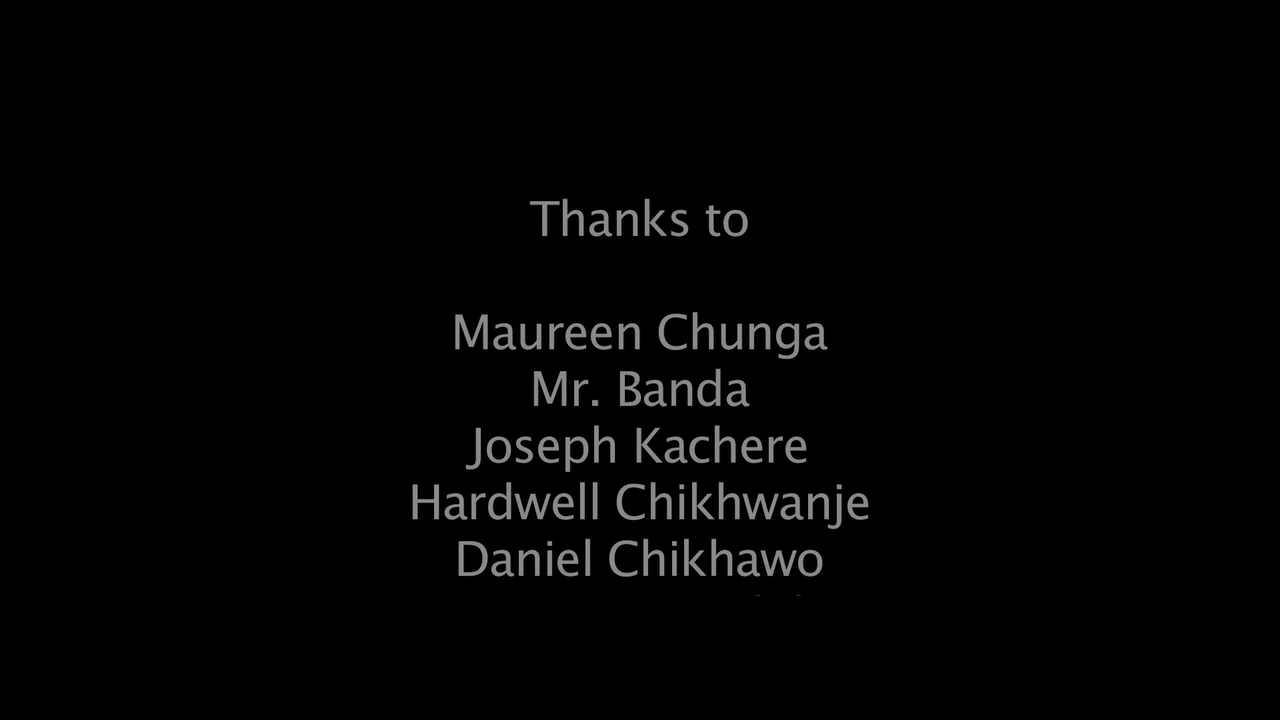 Thanks to
Maureen Chunga
Mr. Banda
Joseph Kachere
Hardwell Chikhwanje
Daniel Chikhawo